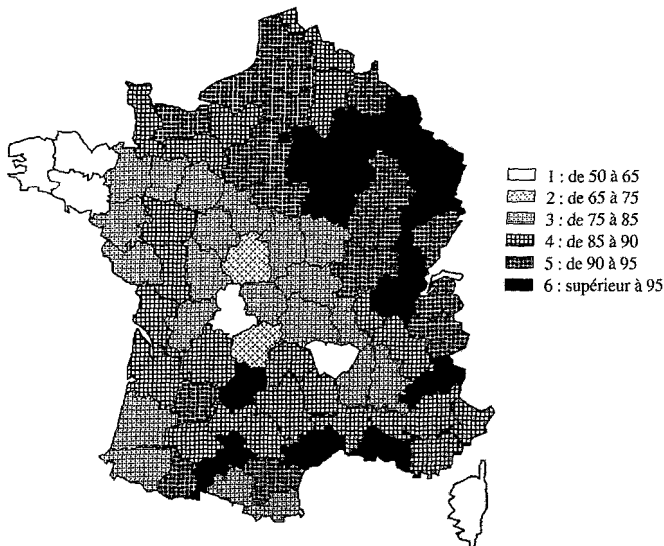 1 : de 50 à 65
2 : de 65 à 75
3 : de 75 à 85
4 : de 85 à 90
5 : de 90 à 95
6 : supérieur à 95